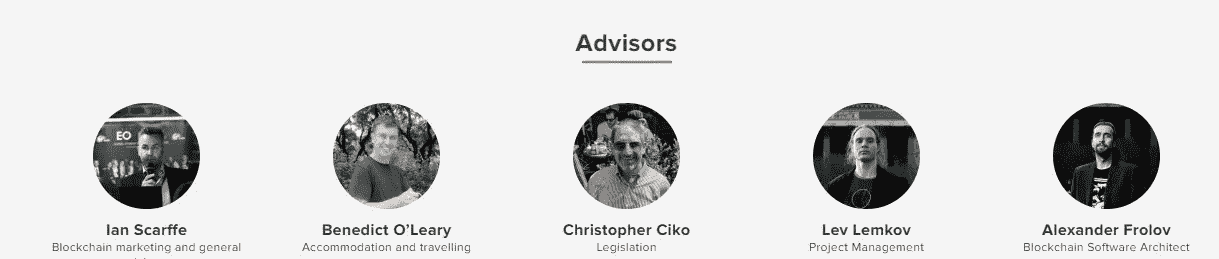 Advisors
EO
Ian Scarffe
Benedict O'Leary
Christopher Ciko
Lev Lemkov
Alexander Frolov
Blockchain marketing and general
Accommodation and travelling
Legislation
Project Management
Blockchain Software Architect